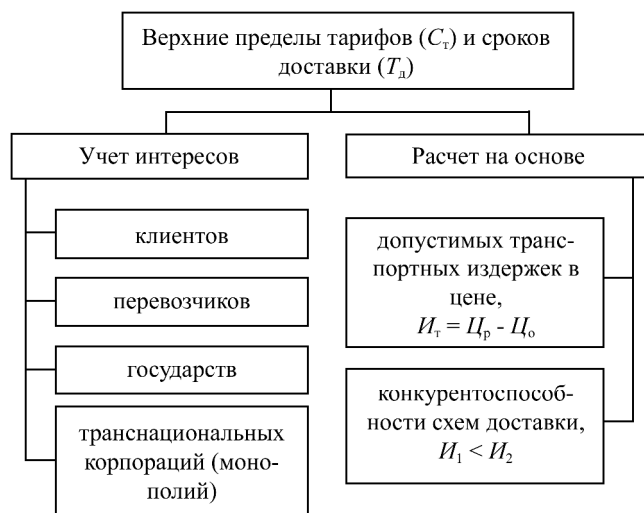 Верхние пределы тарифов (Cт) и сроков
доставки (Tд)
Учет интересов
клиентов
перевозчиков
государств
транснациональных
корпораций (моно-
полий)
Расчет на основе
допустимых транс-
портных издержек в
цене,
Ит = Цр - Цо
конкурентоспособ-
ности схем доставки,
И1 < И2